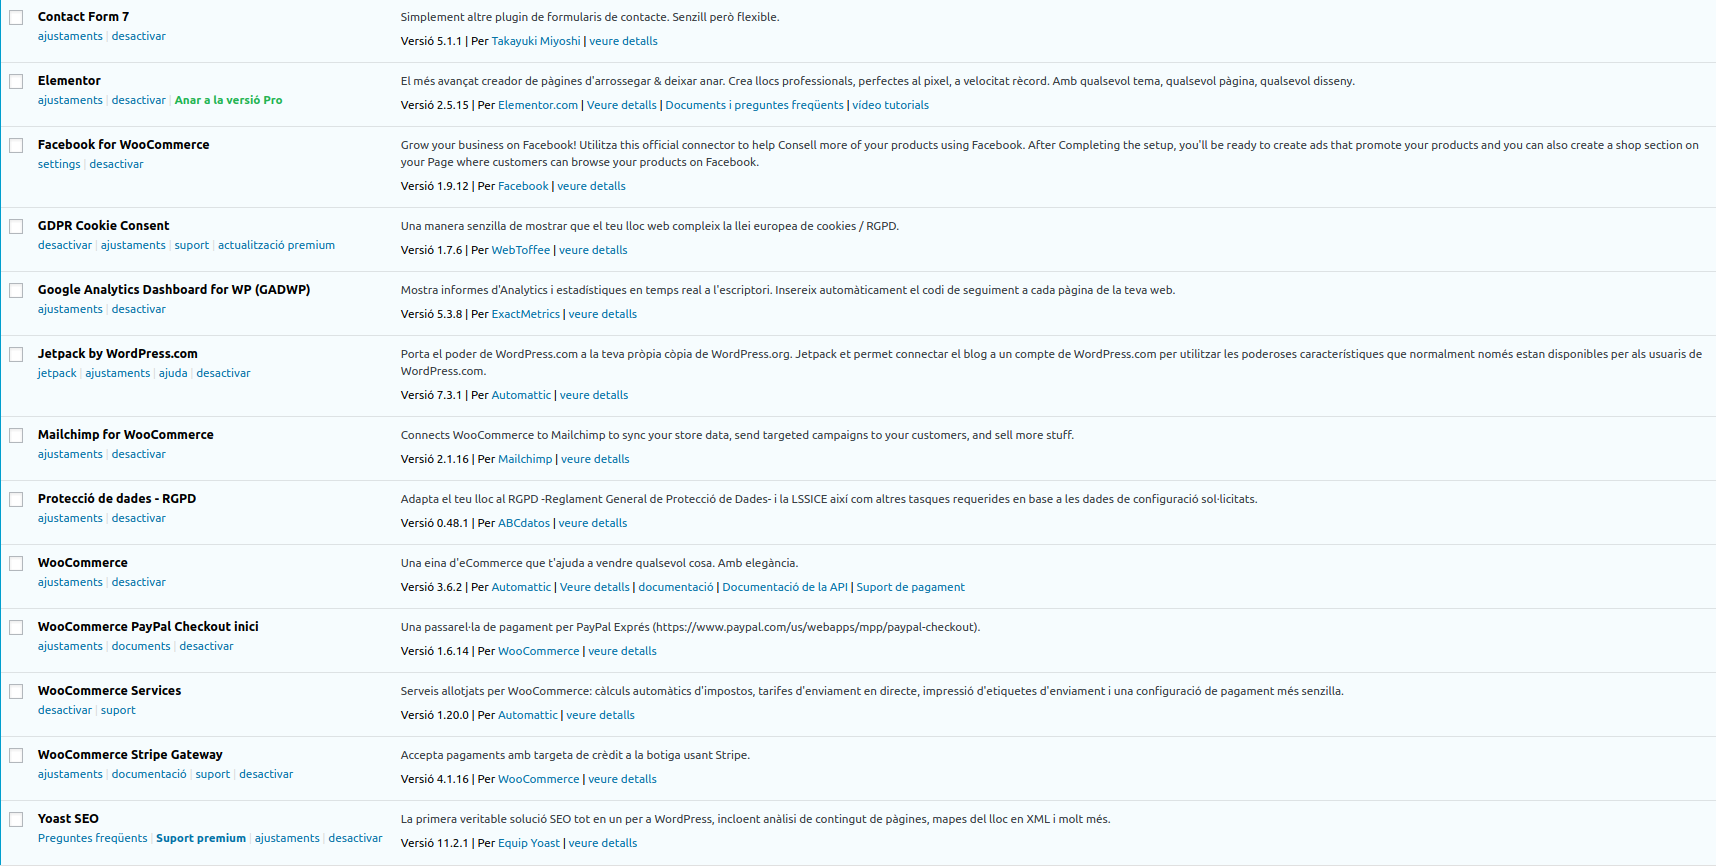 Contact Form 7
Simplement altre plugin de formularis de contacte. Senzill però flexible.
ajustaments | desactivar
Versió 5.1.1 | Per Takayuki Miyoshi | veure detalls
Elementor
El més avançat creador de pàgines d'arrossegar & deixar anar. Crea llocs professionals, perfectes al pixel, a velocitat rècord. Amb qualsevol tema, qualsevol pàgina, qualsevol disseny.
ajustaments | desactivar | Anar a la versió Pro
Versió 2.5.15 | Per Elementor.com | Veure detalls | Documents i preguntes freqüents | vídeo tutorials
Facebook for WooCommerce
Grow your business on Facebook! Utilitza this official connector to help Consell more of your products using Facebook. After Completing the setup, you'll be ready to create ads that promote your products and you can also create a shop section on
settings | desactivar
your Page where customers can browse your products on Facebook.
Versió 1.9.12 | Per Facebook | veure detalls
GDPR Cookie Consent
Una manera senzilla de mostrar que el teu lloc web compleix la llei europea de cookies / RGPD.
desactivar | ajustaments | suport | actualització premium
Versió 1.7.6 | Per WebToffee | veure detalls
Google Analytics Dashboard for WP (GADWP)
Mostra informes d'Analytics i estadístiques en temps real a l'escriptori. Insereix automàticament el codi de seguiment a cada pàgina de la teva web.
ajustaments | desactivar
Versió 5.3.8 | Per ExactMetrics | veure detalls
Jetpack by WordPress.com
Porta el poder de WordPress.com a la teva pròpia còpia de WordPress.org. Jetpack et permet connectar el blog a un compte de WordPress.com per utilitzar les poderoses característiques que normalment només estan disponibles per als usuaris de
jetpack | ajustaments | ajuda | desactivar
WordPress.com.
Versió 7.3.1 | Per Automattic | veure detalls
Mailchimp for WooCommerce
Connects WooCommerce to Mailchimp to sync your store data, send targeted campaigns to your customers, and sell more stuff.
ajustaments | desactivar
Versió 2.1.16 | Per Mailchimp | veure detalls
Protecció de dades - RGPD
Adapta el teu lloc al RGPD -Reglament General de Protecció de Dades- i la LSSICE així com altres tasques requerides en base a les dades de configuració sol·licitats.
ajustaments | desactivar
Versió 0.48.1 | Per ABCdatos | veure detalls
WooCommerce
Una eina d'eCommerce que t'ajuda a vendre qualsevol cosa. Amb elegància.
ajustaments | desactivar
Versió 3.6.2 | Per Automattic | Veure detalls | documentació | Documentació de la API | Suport de pagament
WooCommerce PayPal Checkout inici
Una passarel·la de pagament per PayPal Exprés (https://www.paypal.com/us/webapps/mpp/paypal-checkout).
ajustaments | documents | desactivar
Versió 1.6.14 | Per WooCommerce | veure detalls
WooCommerce Services
Serveis allotjats per WooCommerce: càlculs automàtics d'impostos, tarifes d'enviament en directe, impressió d'etiquetes d'enviament i una configuració de pagament més senzilla.
desactivar | suport
Versió 1.20.0 | Per Automattic | veure detalls
WooCommerce Stripe Gateway
Accepta pagaments amb targeta de crèdit a la botiga usant Stripe.
ajustaments | documentació | suport | desactivar
Versió 4.1.16 | Per WooCommerce | veure detalls
Yoast SEO
La primera veritable solució SEO tot en un per a WordPress, incloent anàlisi de contingut de pàgines, mapes del lloc en XML i molt més.
Preguntes freqüents | Suport premium | ajustaments | desactivar
Versió 11.2.1 | Per Equip Yoast | veure detalls